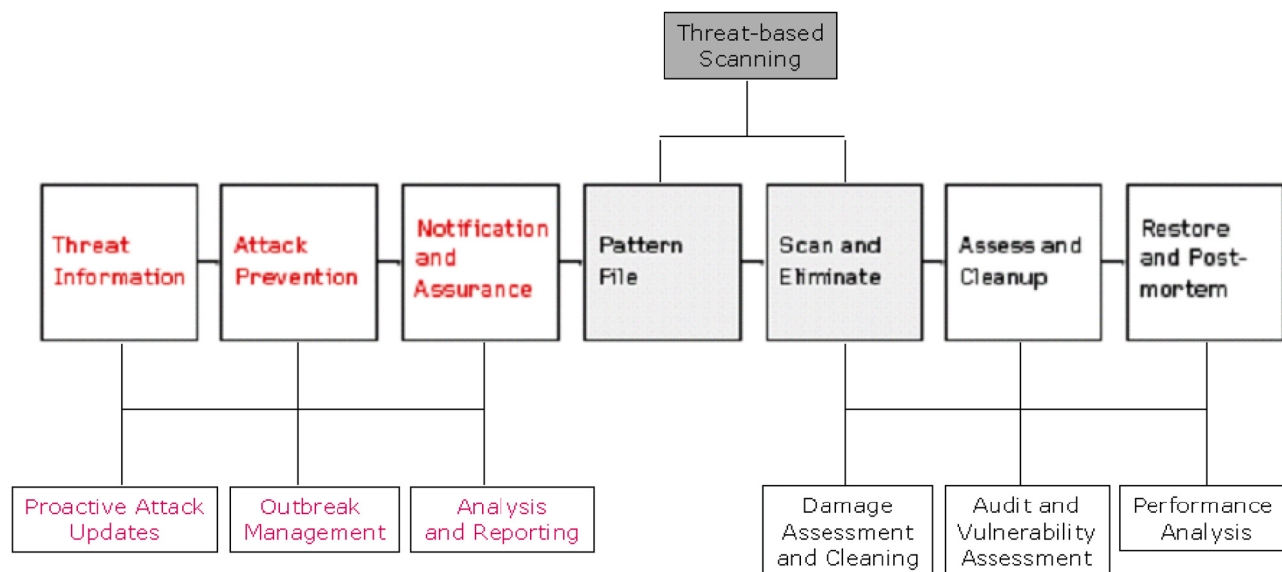 Threat-based
Scanning
Threat
Information
Attack
Prevention
Notification
and
Assurance
Pattern
File
Scan and
Eliminate
Assess and
Cleanup
Restore
and Post-
mortem
Proactive Attack
Updates
Outbreak
Management
Analysis
and Reporting
Damage
Assessment
and Cleaning
Audit and
Vulnerability
Assessment
Performance
Analysis